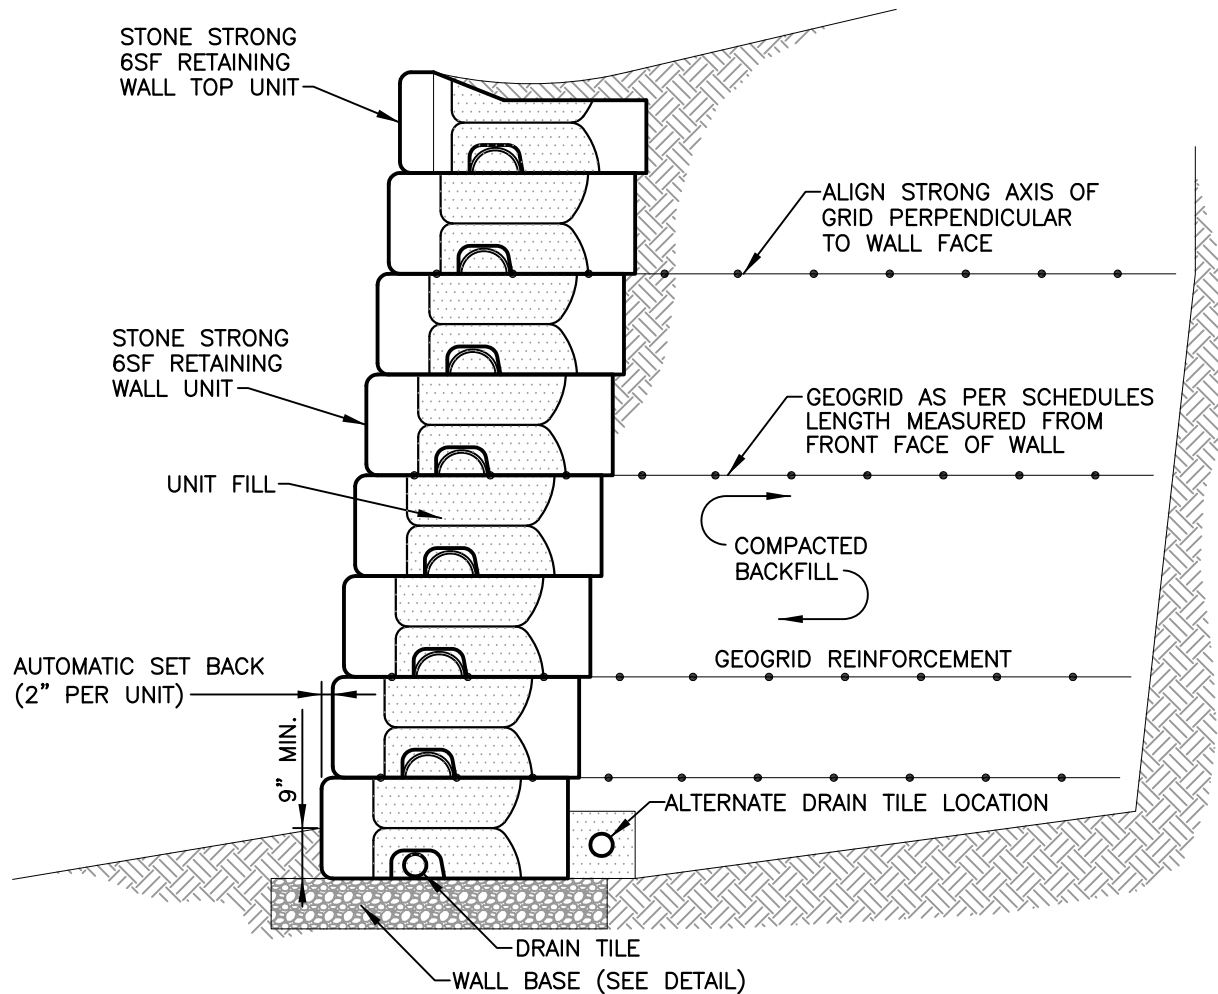 STONE STRONG
6SF RETAINING
WALL TOP UNIT
ALIGN STRONG AXIS OF
GRID PERPENDICULAR
TO WALL FACE
STONE STRONG
6SF RETAINING
WALL UNIT
GEOGRID AS PER SCHEDULES
LENGTH MEASURED FROM
FRONT FACE OF WALL
UNIT FILL
COMPACTED
BACKFILL
AUTOMATIC SET BACK
(2” PER UNIT)
GEOGRID REINFORCEMENT
9” MIN.
ALTERNATE DRAIN TILE LOCATION
DRAIN TILE
WALL BASE (SEE DETAIL)